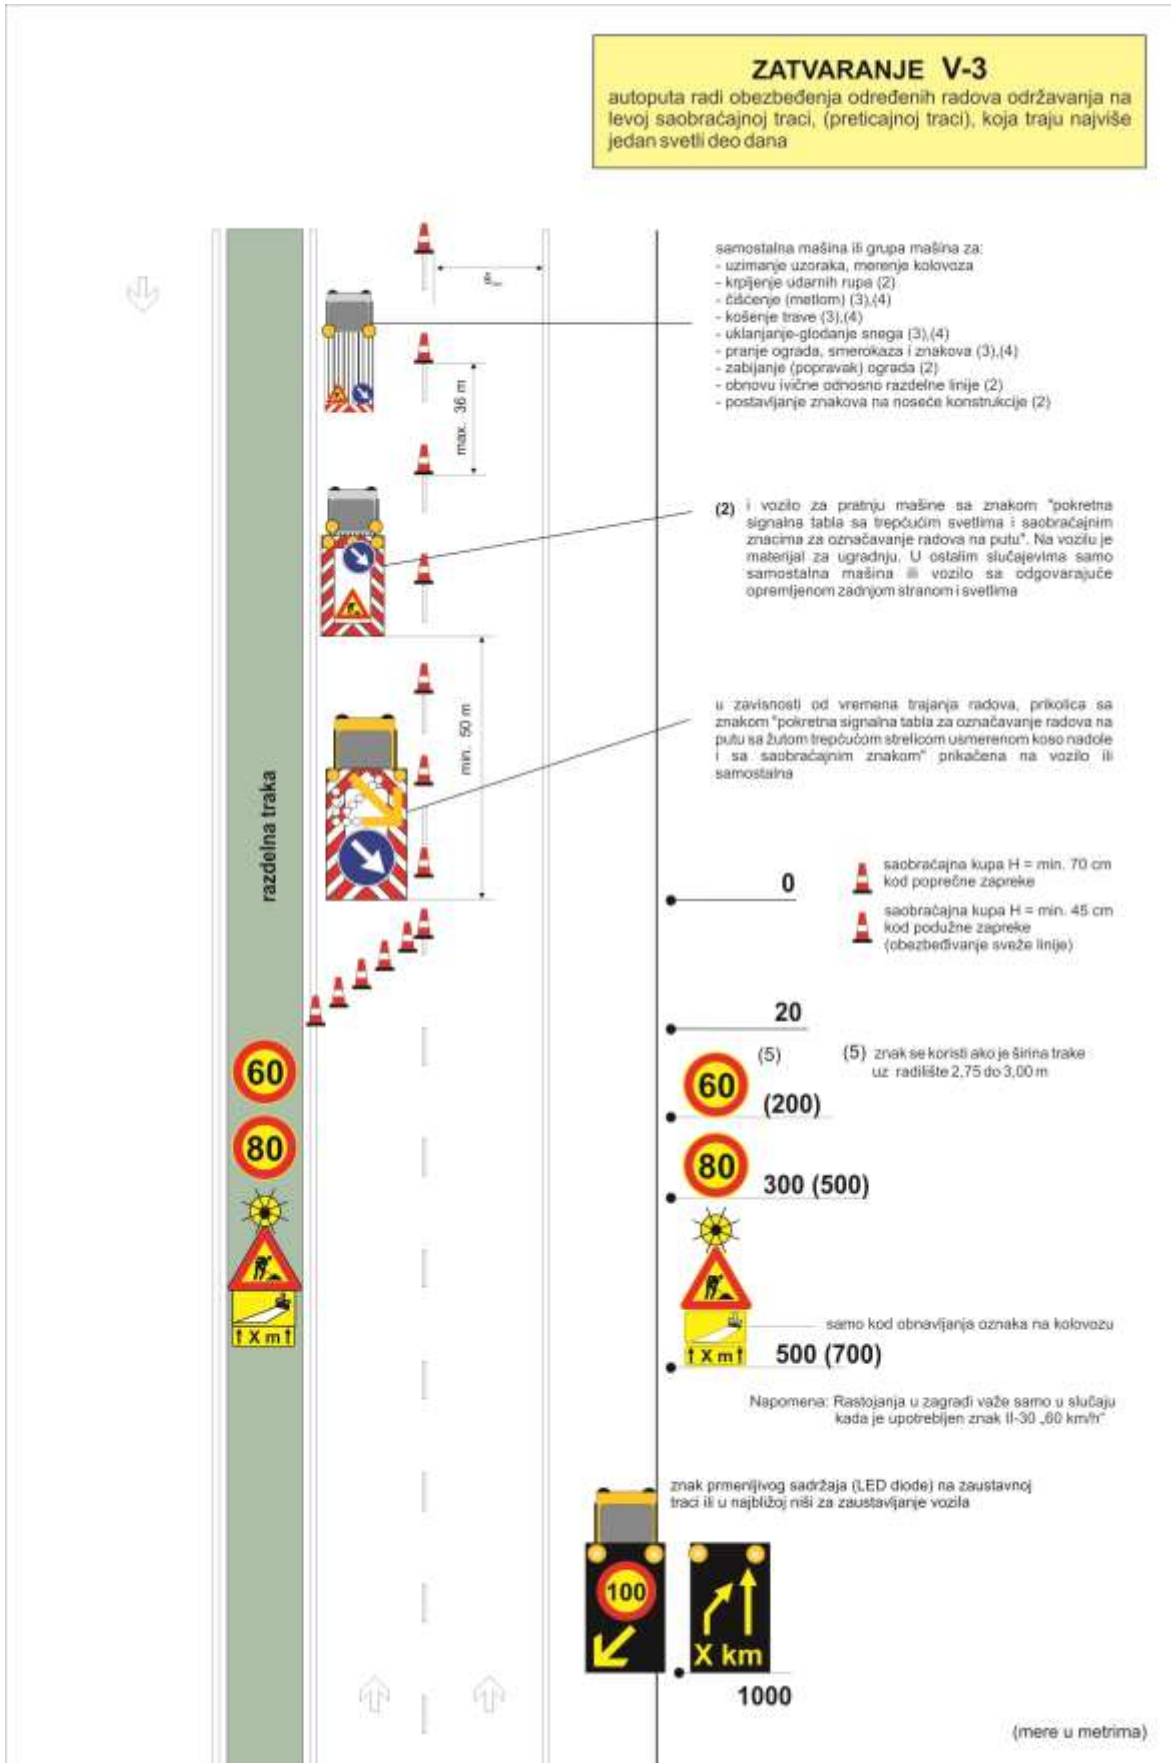 ZATVARANJE V-3
autoputa radi obezbeđenja određenih radova održavanja na
levoj saobraćajnoj traci, (preticajnoj traci), koja traju najviše
jedan svetli deo dana
samostalna mašina ili grupa mašina za:
- uzimanje uzoraka, merenje kolovoza
- krpljenje udarnih rupa (2)
- čišćenje (metlom) (3),(4)
- košenje trave (3),(4)
- uklanjanje-glodanje snega (3),(4)
- pranje ograda, smerokaza i znakova (3),(4)
- zabijanje (popravak) ograda (2)
- obnovu ivične odnosno razdelne linije (2)
- postavljanje znakova na noseće konstrukcije (2)
max. 36 m
(2) i vozilo za pratnju mašine sa znakom "pokretna
signalna tabla sa trepćućim svetlima i saobraćajnim
znacima za označavanje radova na putu". Na vozilu je
materijal za ugradnju. U ostalim slučajevima samo
samostalna mašina ili vozilo sa odgovarajuće
opremljenom zadnjom stranom i svetlima
min. 50 m
u zavisnosti od vremena trajanja radova, prikolica sa
znakom "pokretna signalna tabla za označavanje radova na
putu sa žutom trepćućom strelicom usmerenom koso nadole
i sa saobraćajnim znakom" prikačena na vozilo ili
samostalna
razdelna traka
0
saobraćajna kupa H = min. 70 cm
kod poprečne zapreke
saobraćajna kupa H = min. 45 cm
kod podužne zapreke
(obezbeđivanje sveže linije)
20
60
60
(5)
(5) znak se koristi ako je širina trake
uz radilište 2,75 do 3,00 m
(200)
80
80
300 (500)
X m
X m
samo kod obnavljanja oznaka na kolovozu
500 (700)
Napomena: Rastojanja u zagradi važe samo u slučaju
kada je upotrebljen znak II-30 „60 km/h"
znak prmenljivog sadržaja (LED diode) na zaustavnoj
traci ili u najbližoj niši za zaustavljanje vozila
100
X km
1000
(mere u metrima)